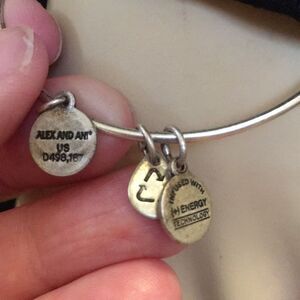 ALEX AND ANI®
US
D498,167
INFUSED WITH
(+) ENERGY
TECHNOLOGY